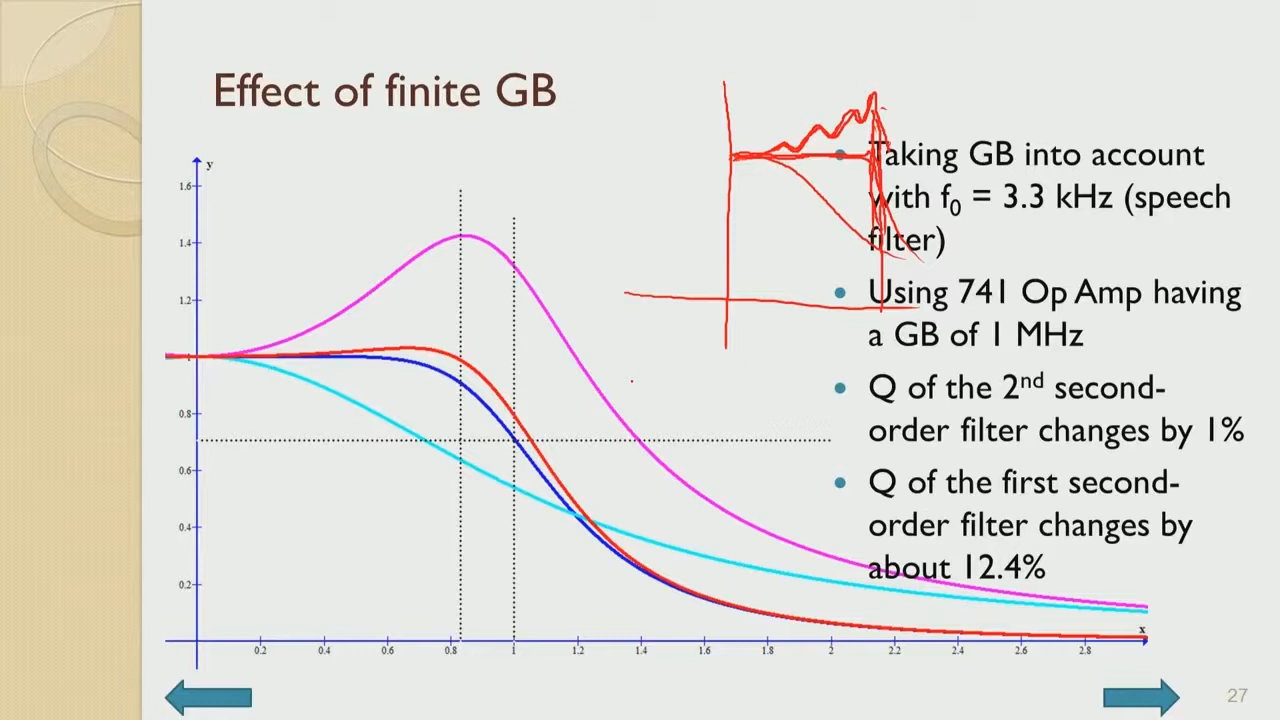 Effect of finite GB
Taking GB into account
with f₀ = 3.3 kHz (speech
filter)
Using 741 Op Amp having
a GB of 1 MHz
Q of the 2ⁿᵈ second-
order filter changes by 1%
Q of the first second-
order filter changes by
about 12.4%
y
1.6
1.4
1.2
1
0.8
0.6
0.4
0.2
0.2 0.4 0.6 0.8 1 1.2 1.4 1.6 1.8 2 2.2 2.4 2.6 2.8
x
27